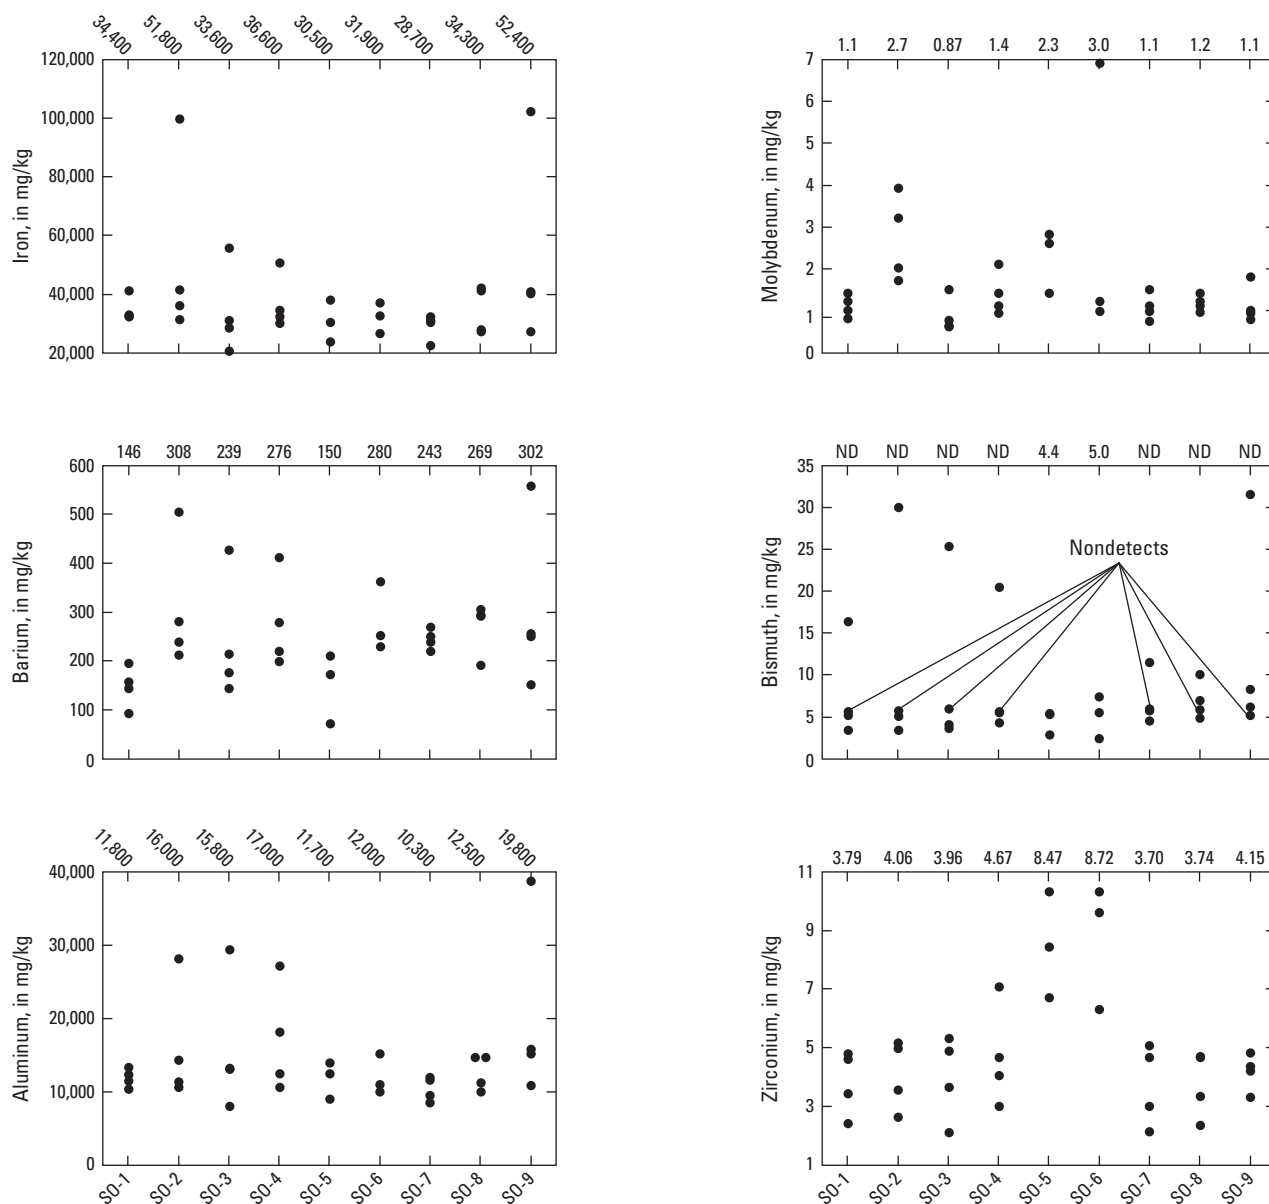 34,400 51,800 33,600 36,600 30,500 31,900 28,700 34,300 52,400
120,000
100,000
80,000
60,000
40,000
20,000
Iron, in mg/kg
1.1 2.7 0.87 1.4 2.3 3.0 1.1 1.2 1.1
7
6
5
4
3
2
1
0
Molybdenum, in mg/kg
146 308 239 276 150 280 243 269 302
600
500
400
300
200
100
0
Barium, in mg/kg
ND ND ND ND 4.4 5.0 ND ND ND
35
30
25
20
15
10
5
0
Bismuth, in mg/kg
Nondetects
11,800 16,000 15,800 17,000 11,700 12,000 10,300 12,500 19,800
40,000
30,000
20,000
10,000
0
Aluminum, in mg/kg
SO-1 SO-2 SO-3 SO-4 SO-5 SO-6 SO-7 SO-8 SO-9
3.79 4.06 3.96 4.67 8.47 8.72 3.70 3.74 4.15
11
9
7
5
3
1
Zirconium, in mg/kg
SO-1 SO-2 SO-3 SO-4 SO-5 SO-6 SO-7 SO-8 SO-9